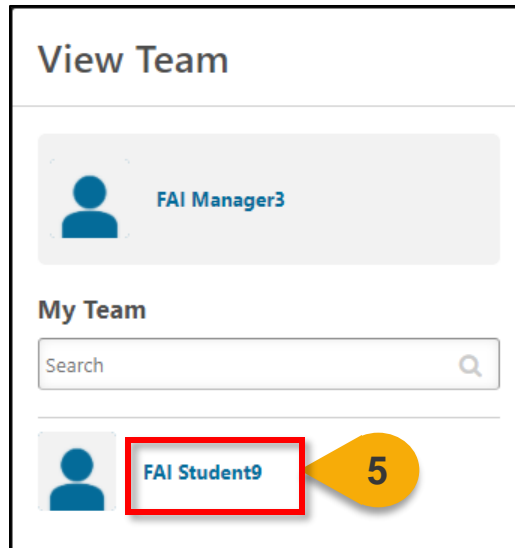 View Team
FAI Manager3
My Team
Search
FAI Student9
5